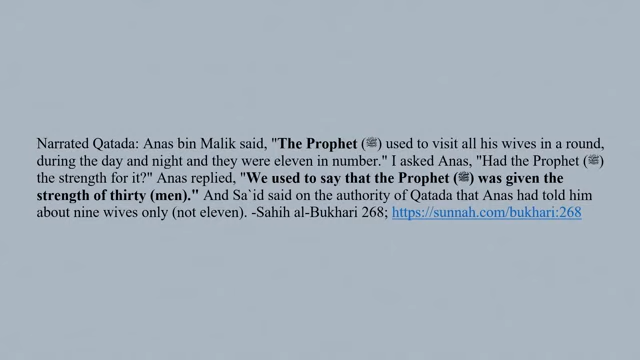 Narrated Qatada: Anas bin Malik said, "The Prophet (ﷺ) used to visit all his wives in a round,
during the day and night and they were eleven in number." I asked Anas, "Had the Prophet (ﷺ)
the strength for it?" Anas replied, "We used to say that the Prophet (ﷺ) was given the
strength of thirty (men)." And Sa`id said on the authority of Qatada that Anas had told him
about nine wives only (not eleven). -Sahih al-Bukhari 268; https://sunnah.com/bukhari:268